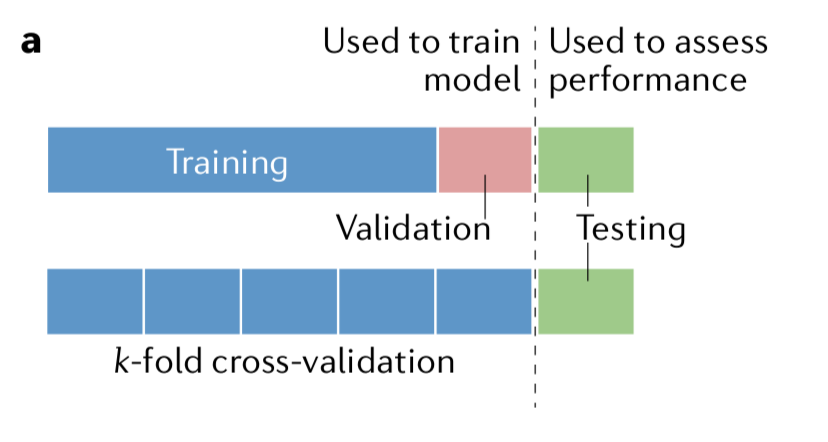 a
Used to train
model
Used to assess
performance
Training
Validation
Testing
k-fold cross-validation